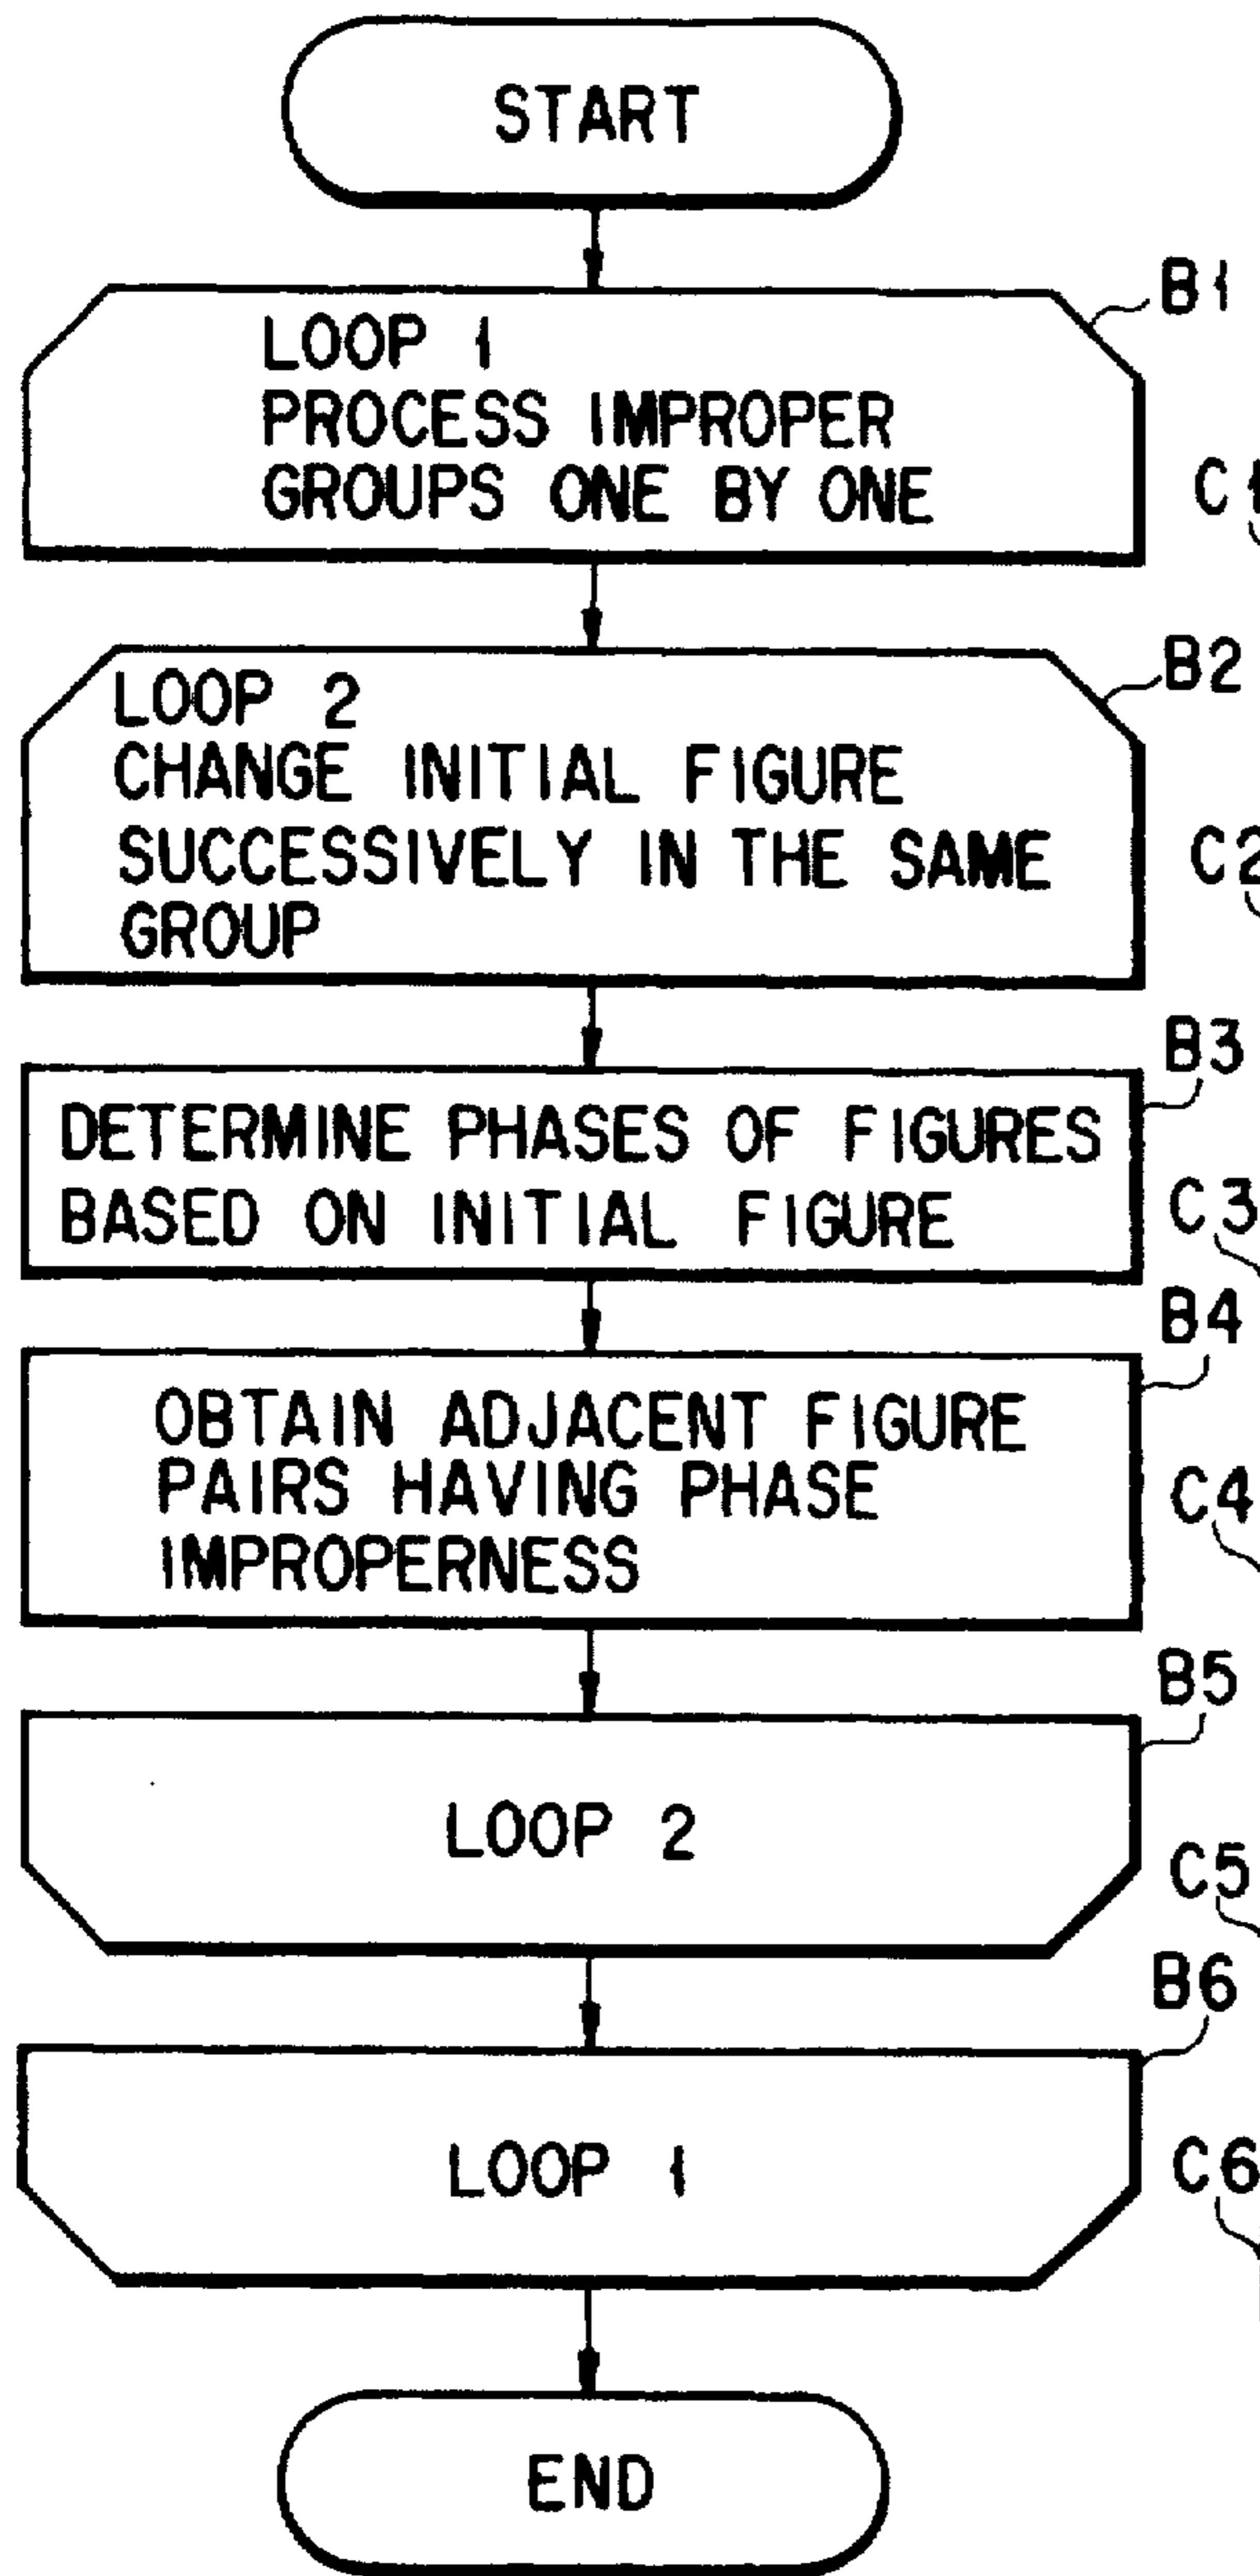 START
B1
LOOP 1
PROCESS IMPROPER
GROUPS ONE BY ONE
C1
B2
LOOP 2
CHANGE INITIAL FIGURE
SUCCESSIVELY IN THE SAME
GROUP
C2
B3
DETERMINE PHASES OF FIGURES
BASED ON INITIAL FIGURE
C3
B4
OBTAIN ADJACENT FIGURE
PAIRS HAVING PHASE
IMPROPERNESS
C4
B5
LOOP 2
C5
B6
LOOP 1
C6
END